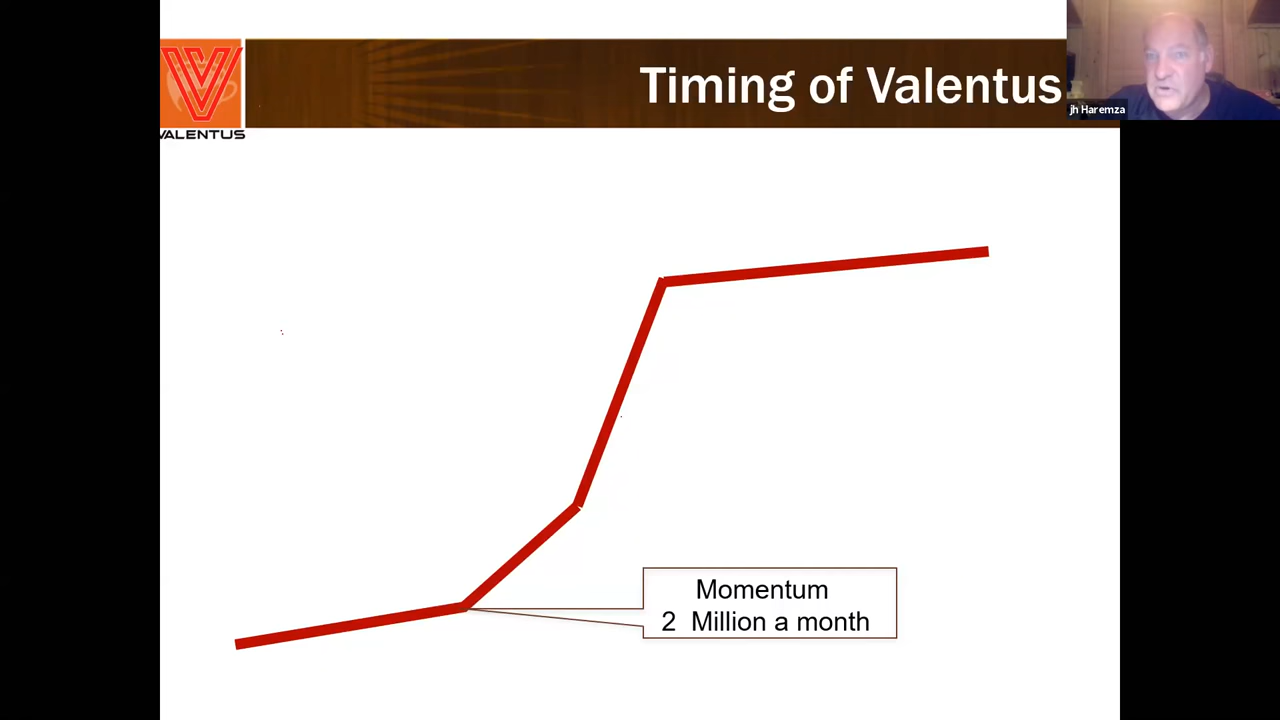 Timing of Valentus
VALENTUS
jh Haremza
Momentum
2 Million a month